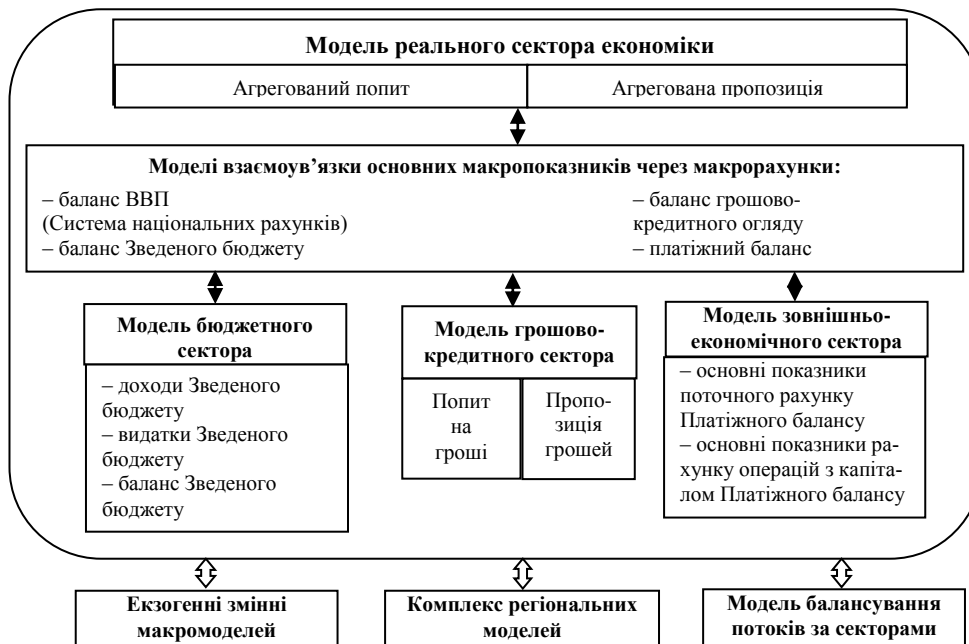 Модель реального сектора економіки
Агрегований попит
Агрегована пропозиція
Моделі взаємоув'язки основних макропоказників через макрорахунки:
– баланс ВВП
(Система національних рахунків)
– баланс Зведеного бюджету
– баланс грошово-
кредитного огляду
– платіжний баланс
Модель бюджетного
сектора
– доходи Зведеного
бюджету
– видатки Зведеного
бюджету
– баланс Зведеного
бюджету
Модель грошово-
кредитного сектора
Попит
на
гроші
Пропо-
зиція
грошей
Модель зовнішньо-
економічного сектора
– основні показники
поточного рахунку
Платіжного балансу
– основні показники ра-
хунку операцій з капіта-
лом Платіжного балансу
Екзогенні змінні
макромоделей
Комплекс регіональних
моделей
Модель балансування
потоків за секторами